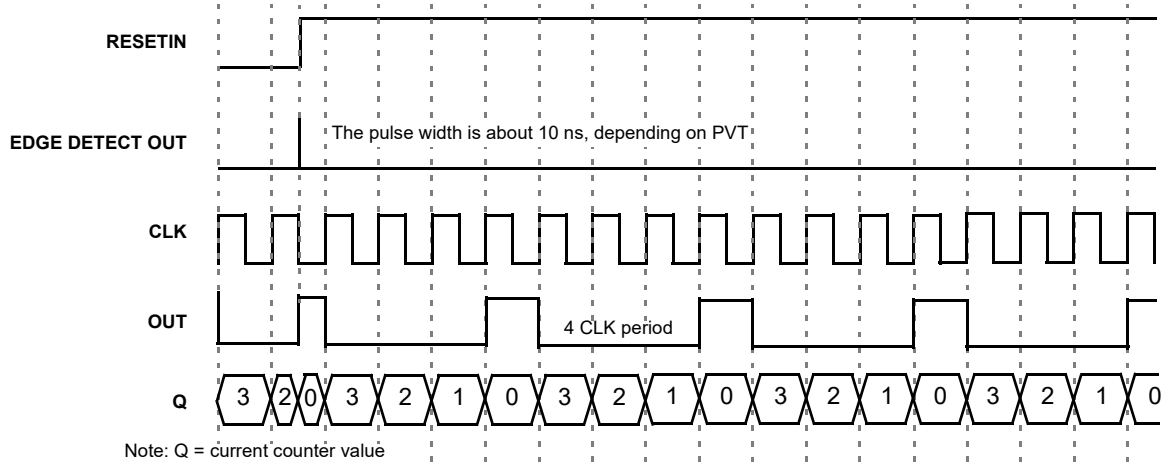 RESETIN
EDGE DETECT OUT
The pulse width is about 10 ns, depending on PVT
CLK
OUT
4 CLK period
Q
3 2 0 3 2 1 0 3 2 1 0 3 2 1 0 3 2 1 0
Note: Q = current counter value